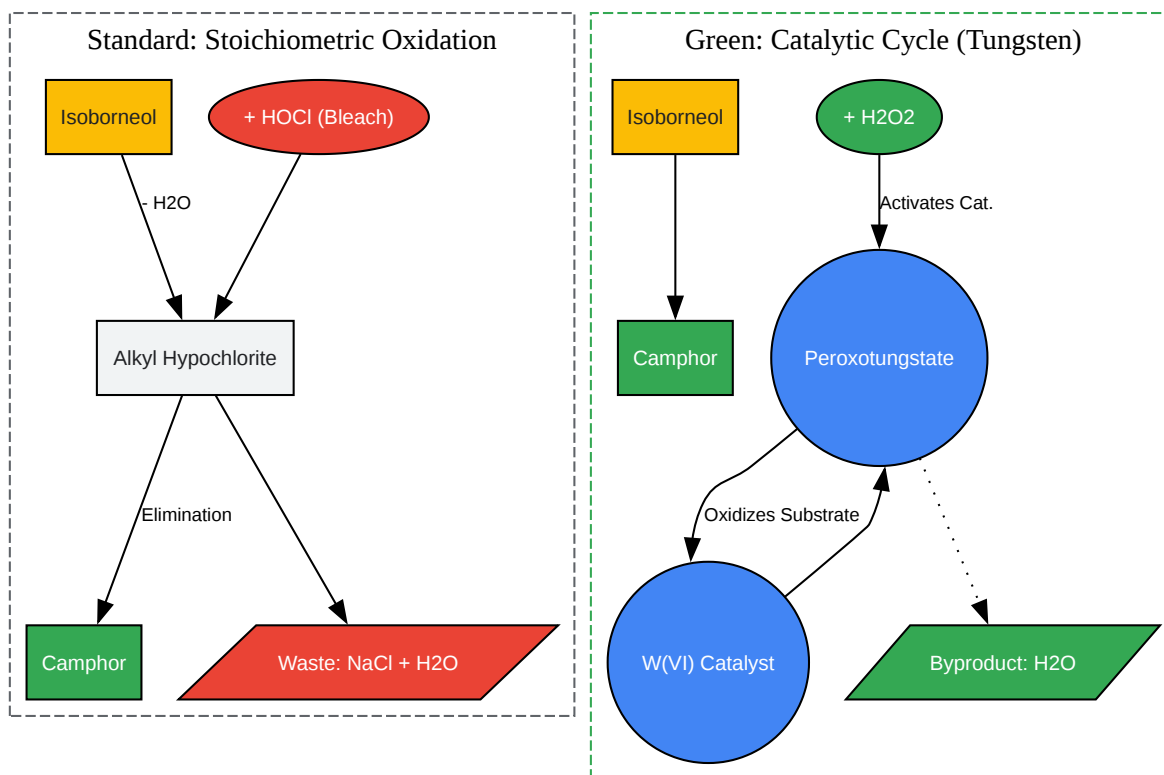 Standard: Stoichiometric Oxidation
Isoborneol
+ HOCl (Bleach)
- H2O
Alkyl Hypochlorite
Elimination
Camphor
Waste: NaCl + H2O
Green: Catalytic Cycle (Tungsten)
Isoborneol
+ H2O2
Activates Cat.
Camphor
Peroxotungstate
Oxidizes Substrate
W(VI) Catalyst
Byproduct: H2O